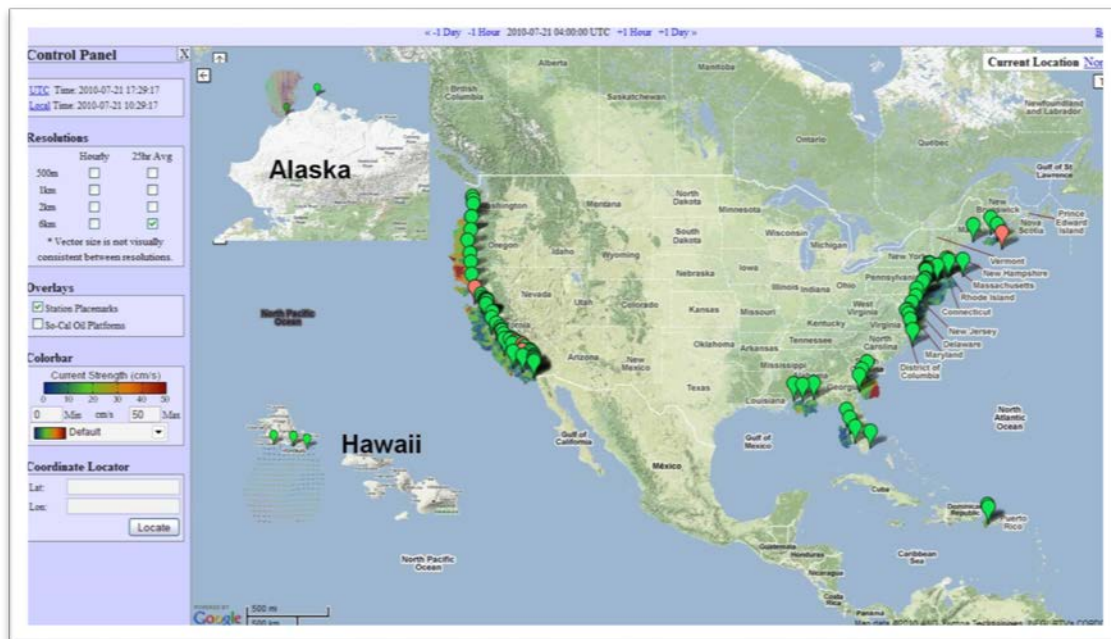 « -1 Day -1 Hour 2010-07-21 04:00:00 UTC +1 Hour +1 Day »
Control Panel X
UTC Time: 2010-07-21 17:29:17
Local Time: 2010-07-21 10:29:17
Resolutions
Hourly 25hr Avg
500m
1km
2km
6km
* Vector size is not visually
consistent between resolutions.
Overlays
Station Placemarks
So-Cal Oil Platforms
Colorbar
Current Strength (cm/s)
0 10 20 30 40 50
0 Min cm/s 50 Max
Default
Coordinate Locator
Lat:
Lon:
Locate
Current Location
Alaska
Hawaii
Alberta
Manitoba
British
Columbia
Saskatchewan
Newfoundland
and Labrador
Ontario
Quebec
Gulf of St
Lawrence
New
Brunswick
Prince
Edward
Island
Nova
Scotia
Washington
Montana
North
Dakota
Minnesota
Oregon
Idaho
Wyoming
South
Dakota
Wisconsin
Michigan
New York
Vermont
New Hampshire
Massachusetts
Rhode Island
Connecticut
New Jersey
Delaware
Maryland
District of
Columbia
Nebraska
Iowa
Illinois
Indiana
Ohio
Pennsylvania
Nevada
Utah
Colorado
Kansas
Missouri
West
Virginia
Virginia
Kentucky
North
Carolina
Tennessee
Arizona
New
Mexico
Oklahoma
Arkansas
Mississippi
Georgia
Texas
Louisiana
North Pacific
Ocean
North
Atlantic
Ocean
Gulf of
California
Gulf of
Mexico
México
Cuba
Dominican
Republic
Puerto
Rico
Guatemala
Honduras
Nicaragua
Caribbean
Sea
Costa
Rica
Panama
North Pacific
Ocean
POWERED BY
Google
500 mi
500 km